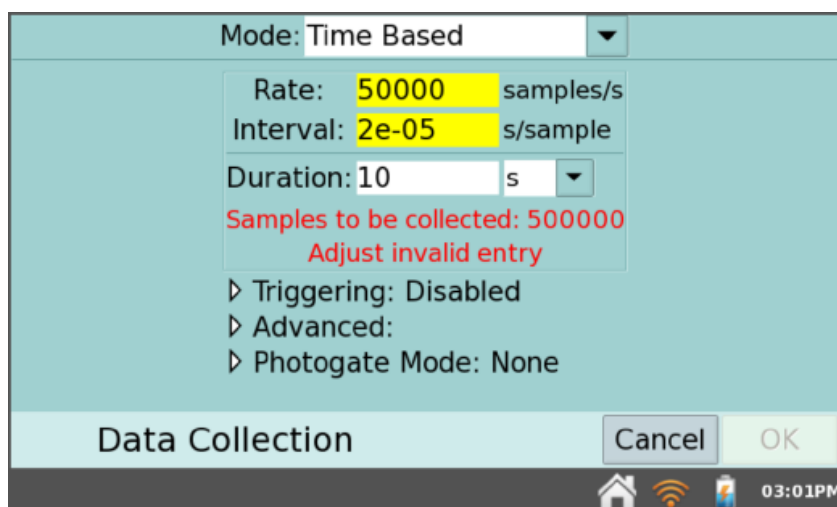 Mode: Time Based
Rate: 50000 samples/s
Interval: 2e-05 s/sample
Duration: 10 s
Samples to be collected: 500000
Adjust invalid entry
Triggering: Disabled
Advanced:
Photogate Mode: None
Data Collection Cancel OK
03:01PM